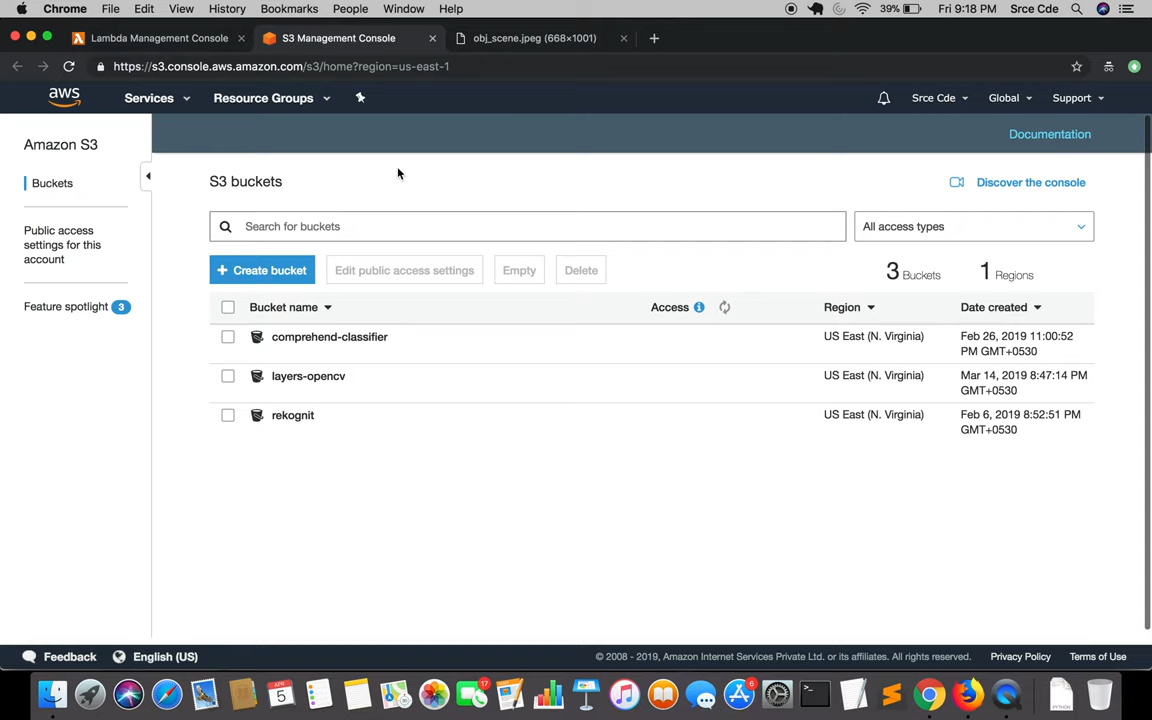 Chrome File Edit View History Bookmarks People Window Help 39% Fri 9:18 PM Srce Cde
Lambda Management Console S3 Management Console obj_scene.jpeg (668×1001)
https://s3.console.aws.amazon.com/s3/home?region=us-east-1
aws Services Resource Groups Srce Cde Global Support
Documentation
Amazon S3
Buckets
Public access
settings for this
account
Feature spotlight 3
S3 buckets Discover the console
Search for buckets All access types
+ Create bucket Edit public access settings Empty Delete 3 Buckets 1 Regions
Bucket name Access Region Date created
comprehend-classifier US East (N. Virginia) Feb 26, 2019 11:00:52
PM GMT+0530
layers-opencv US East (N. Virginia) Mar 14, 2019 8:47:14 PM
GMT+0530
rekognit US East (N. Virginia) Feb 6, 2019 8:52:51 PM
GMT+0530
Feedback English (US) © 2008 - 2019, Amazon Internet Services Private Ltd. or its affiliates. All rights reserved. Privacy Policy Terms of Use
APR
5
17
6
PYTHON